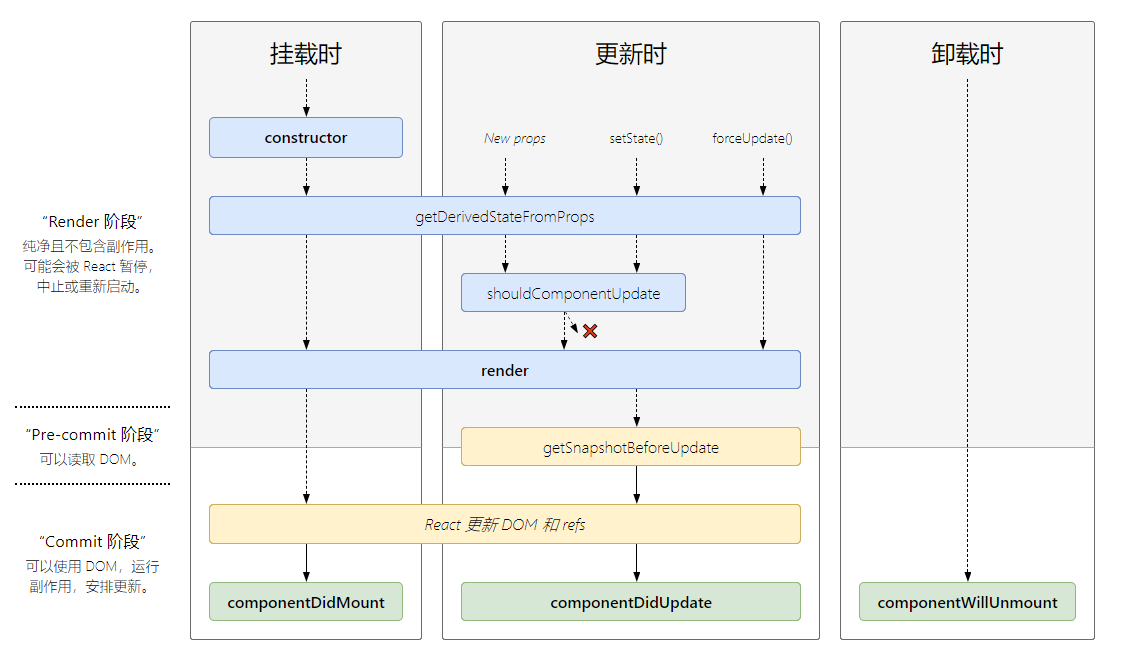 挂载时
更新时
卸载时
constructor
New props
setState()
forceUpdate()
“Render 阶段”
纯净且不包含副作用。
可能会被 React 暂停，
中止或重新启动。
getDerivedStateFromProps
shouldComponentUpdate
render
“Pre-commit 阶段”
可以读取 DOM。
getSnapshotBeforeUpdate
“Commit 阶段”
可以使用 DOM，运行
副作用，安排更新。
React 更新 DOM 和 refs
componentDidMount
componentDidUpdate
componentWillUnmount